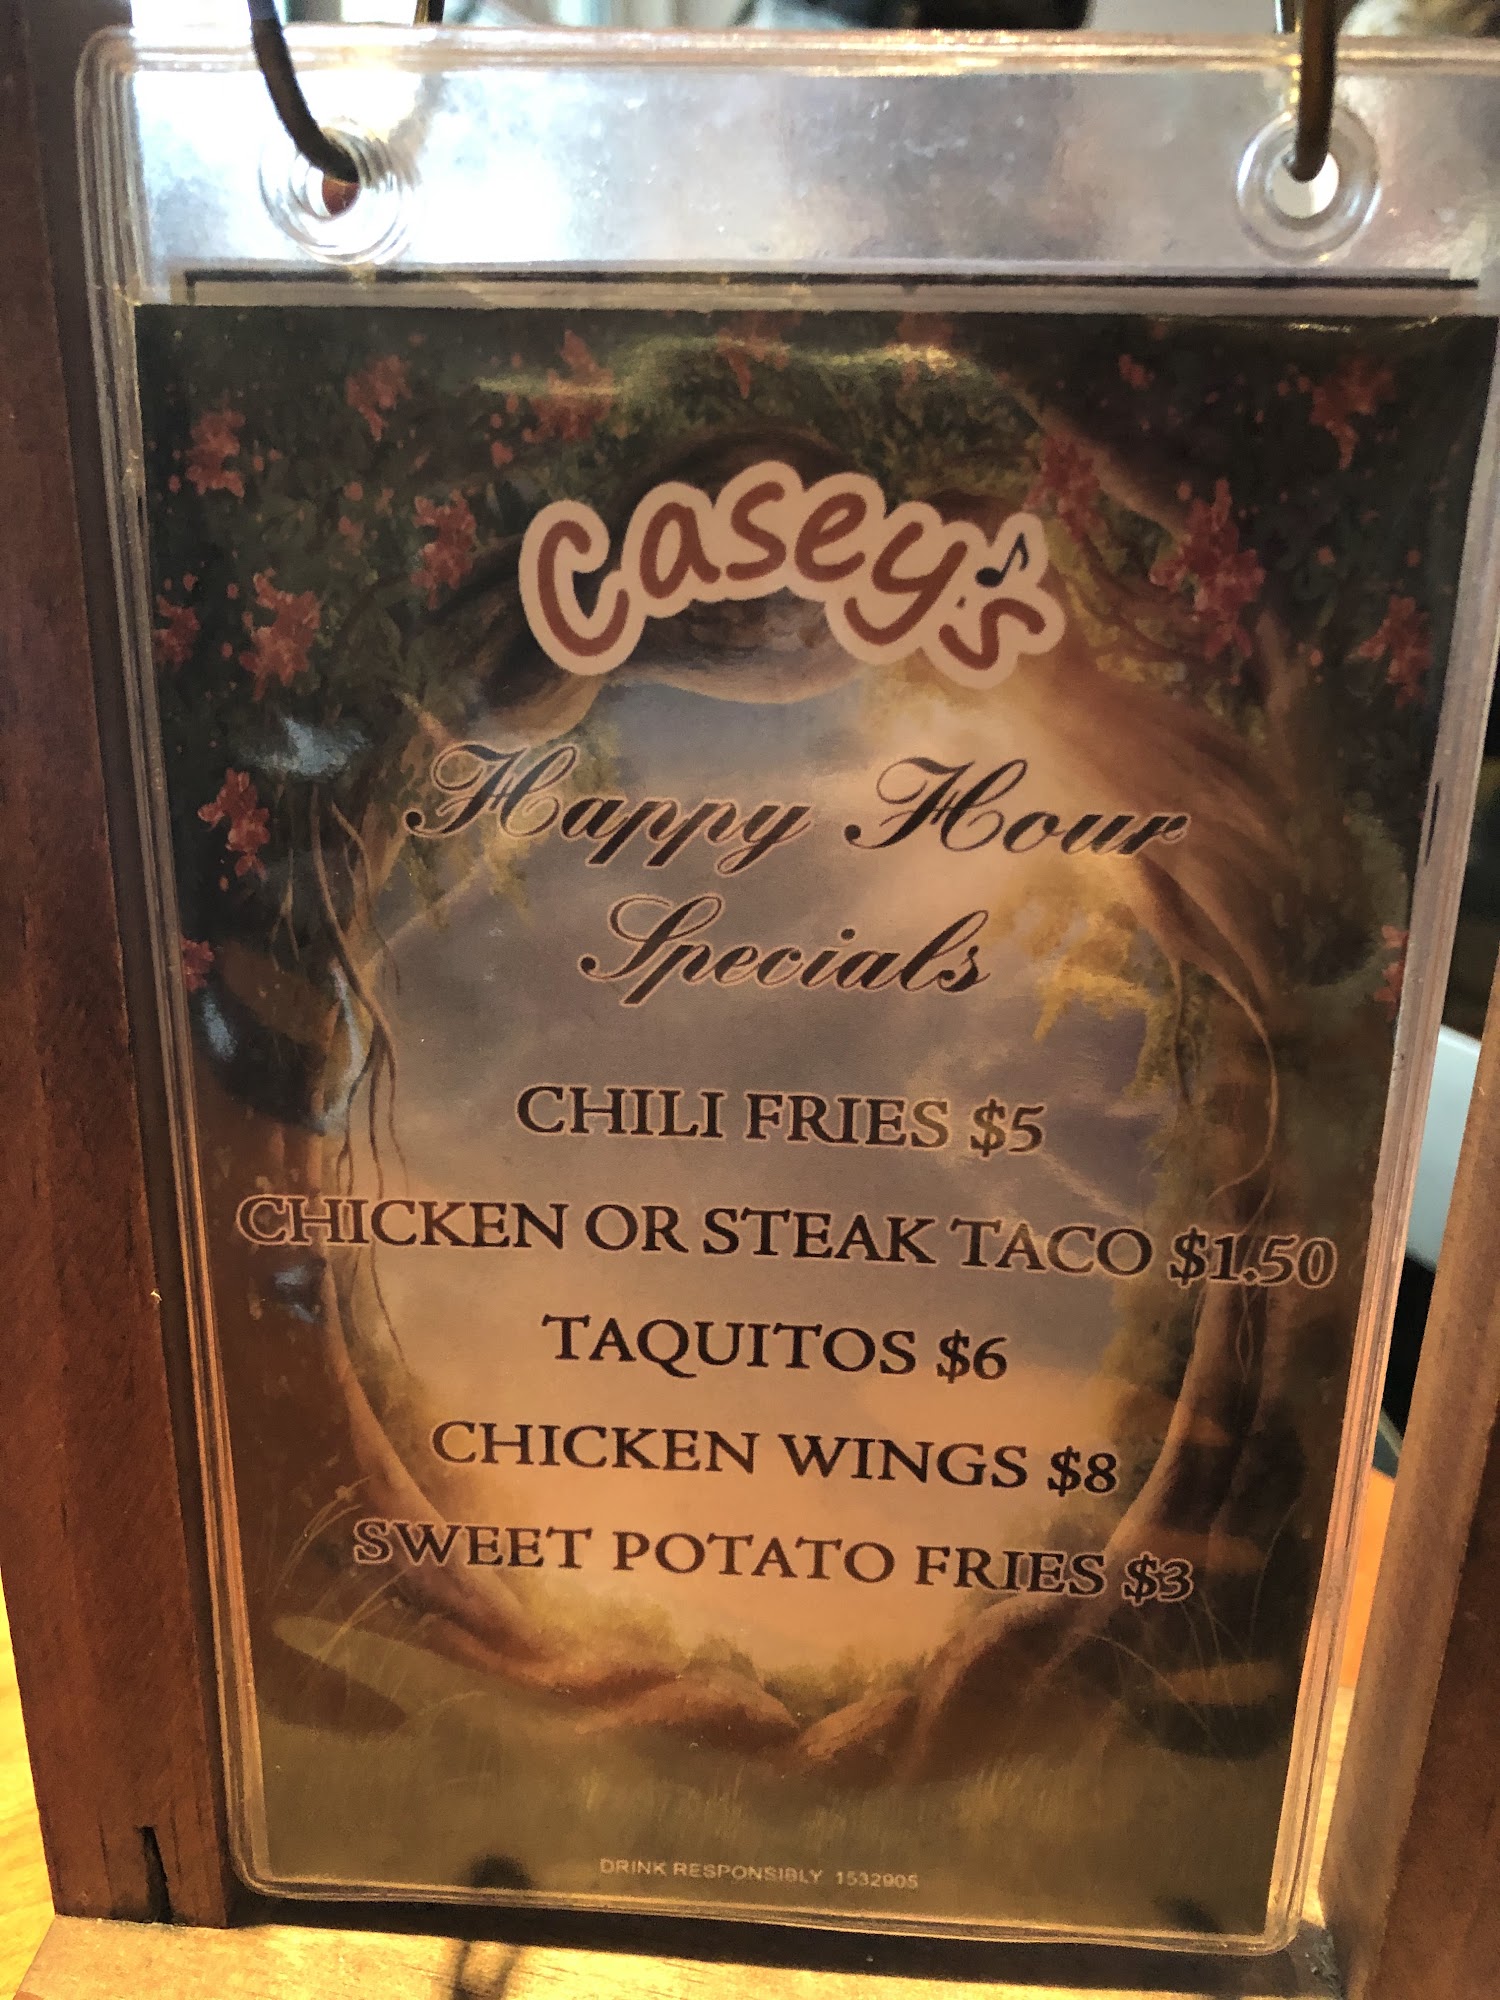 Casey's
Happy Hour
Specials
CHILI FRIES $5
CHICKEN OR STEAK TACO $1.50
TAQUITOS $6
CHICKEN WINGS $8
SWEET POTATO FRIES $3
DRINK RESPONSIBLY 1532905